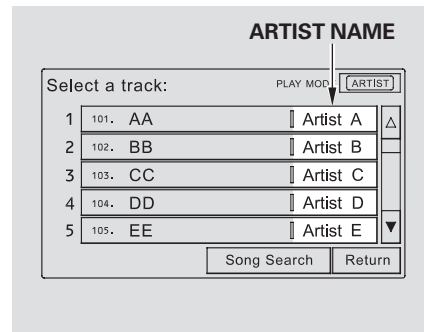 ARTIST NAME
Select a track: PLAY MOD ARTIST
1 101. AA Artist A
2 102. BB Artist B
3 103. CC Artist C
4 104. DD Artist D
5 105. EE Artist E
Song Search Return